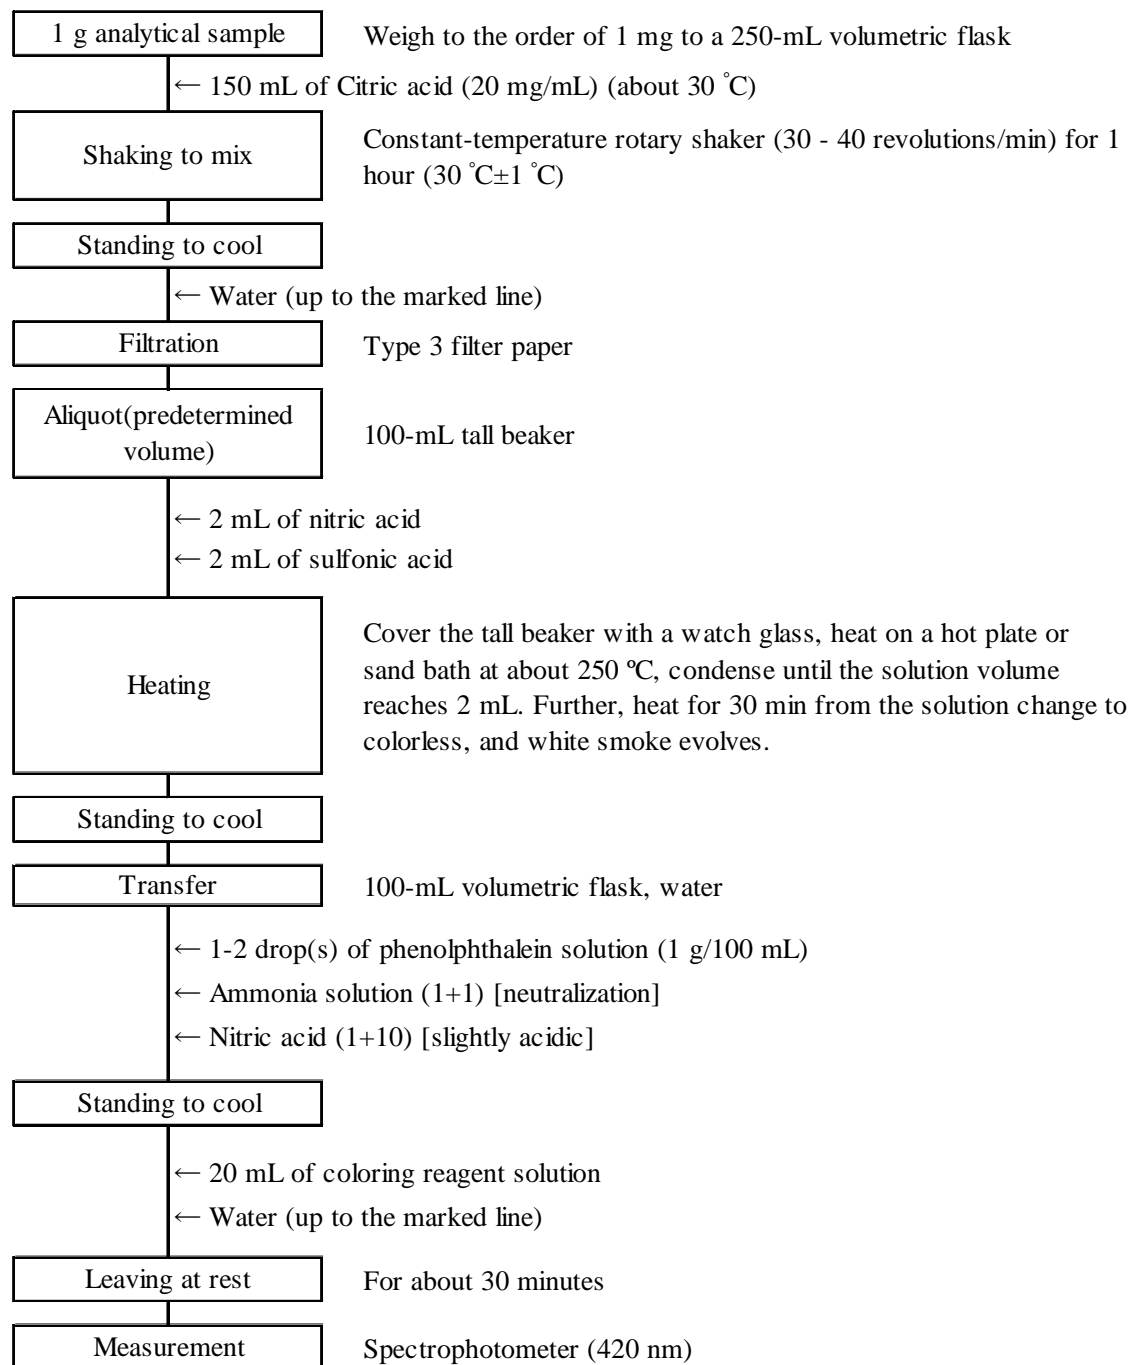 1 g analytical sample
Weigh to the order of 1 mg to a 250-mL volumetric flask
← 150 mL of Citric acid (20 mg/mL) (about 30 °C)
Shaking to mix
Constant-temperature rotary shaker (30 - 40 revolutions/min) for 1
hour (30 °C±1 °C)
Standing to cool
← Water (up to the marked line)
Filtration
Type 3 filter paper
Aliquot(predetermined
volume)
100-mL tall beaker
← 2 mL of nitric acid
← 2 mL of sulfonic acid
Heating
Cover the tall beaker with a watch glass, heat on a hot plate or
sand bath at about 250 ºC, condense until the solution volume
reaches 2 mL. Further, heat for 30 min from the solution change to
colorless, and white smoke evolves.
Standing to cool
Transfer
100-mL volumetric flask, water
← 1-2 drop(s) of phenolphthalein solution (1 g/100 mL)
← Ammonia solution (1+1) [neutralization]
← Nitric acid (1+10) [slightly acidic]
Standing to cool
← 20 mL of coloring reagent solution
← Water (up to the marked line)
Leaving at rest
For about 30 minutes
Measurement
Spectrophotometer (420 nm)